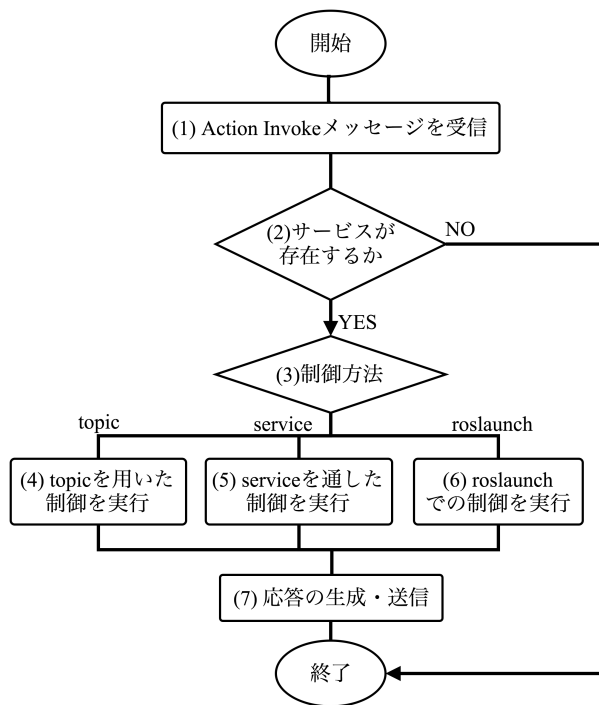 開始
(1) Action Invokeメッセージを受信
(2)サービスが
存在するか
NO
YES
(3)制御方法
topic
service
roslaunch
(4) topicを用いた
制御を実行
(5) serviceを通した
制御を実行
(6) roslaunch
での制御を実行
(7) 応答の生成・送信
終了